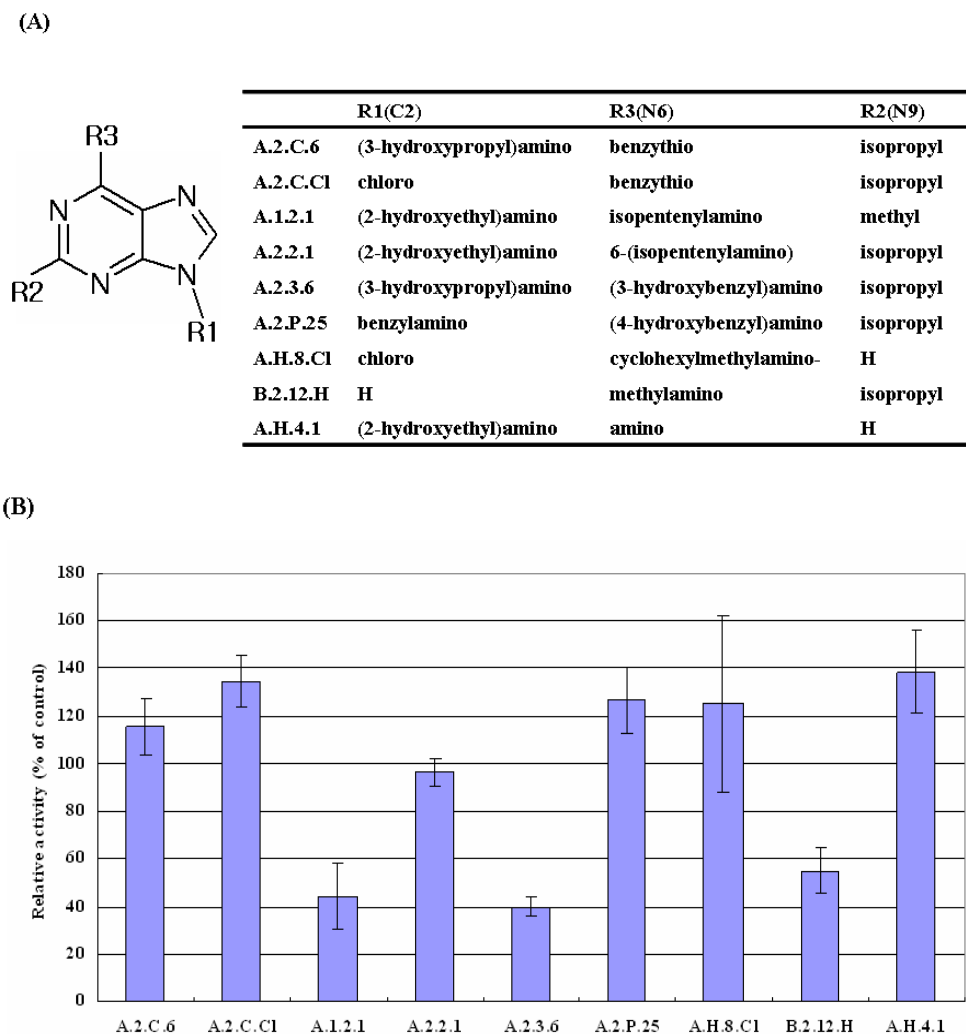 (A)
R3
N
N
N
N
R2
R1
R1(C2) R3(N6) R2(N9)
A.2.C.6 (3-hydroxypropyl)amino benzythio isopropyl
A.2.C.Cl chloro benzythio isopropyl
A.1.2.1 (2-hydroxyethyl)amino isopentenylamino methyl
A.2.2.1 (2-hydroxyethyl)amino 6-(isopentenylamino) isopropyl
A.2.3.6 (3-hydroxypropyl)amino (3-hydroxybenzyl)amino isopropyl
A.2.P.25 benzylamino (4-hydroxybenzyl)amino isopropyl
A.H.8.Cl chloro cyclohexylmethylamino- H
B.2.12.H H methylamino isopropyl
A.H.4.1 (2-hydroxyethyl)amino amino H
(B)
Relative activity (% of control)
180
160
140
120
100
80
60
40
20
0
A.2.C.6 A.2.C.Cl A.1.2.1 A.2.2.1 A.2.3.6 A.2.P.25 A.H.8.Cl B.2.12.H A.H.4.1